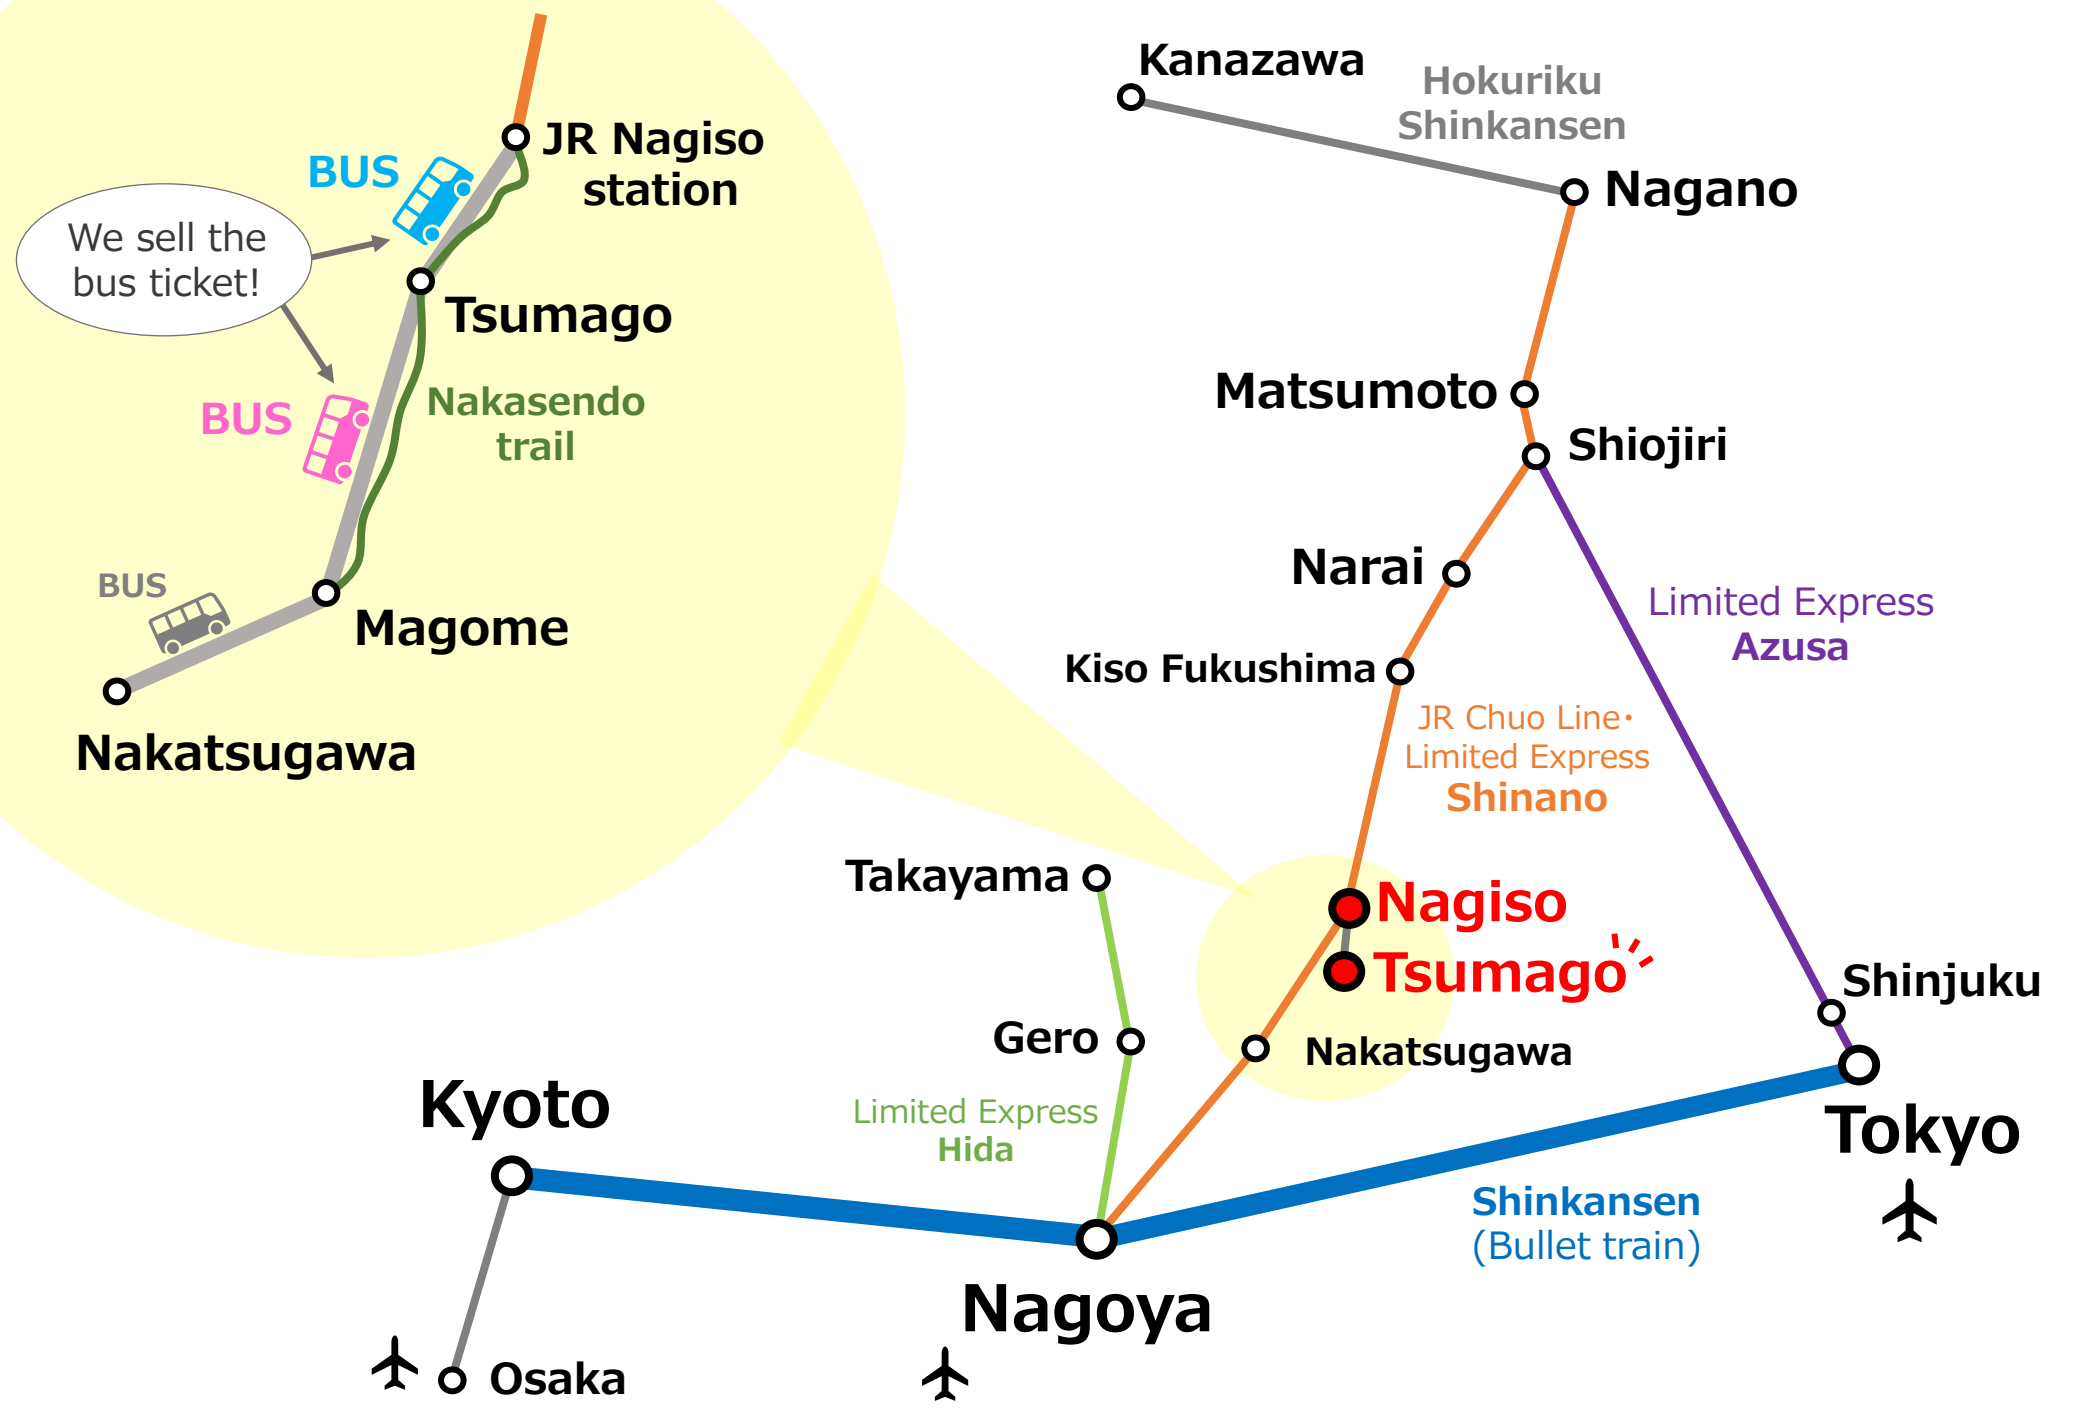 JR Nagiso
station
BUS
We sell the
bus ticket!
Tsumago
BUS
Nakasendo
trail
BUS
Magome
Nakatsugawa
Kanazawa
Hokuriku
Shinkansen
Nagano
Matsumoto
Shiojiri
Narai
Limited Express
Azusa
Kiso Fukushima
JR Chuo Line・
Limited Express
Shinano
Takayama
Nagiso
Tsumago
Shinjuku
Gero
Nakatsugawa
Kyoto
Limited Express
Hida
Tokyo
Shinkansen
(Bullet train)
Nagoya
Osaka